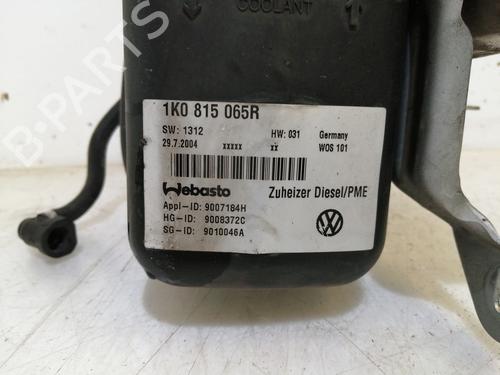 COOLANT
1K0 815 065R
SW: 1312 HW: 031 Germany
29.7.2004 xxxxx xx WOS 101
Webasto Zuheizer Diesel/PME
Appl-ID: 9007184H
HG-ID: 9008372C
SG-ID: 9010046A
B-PARTS